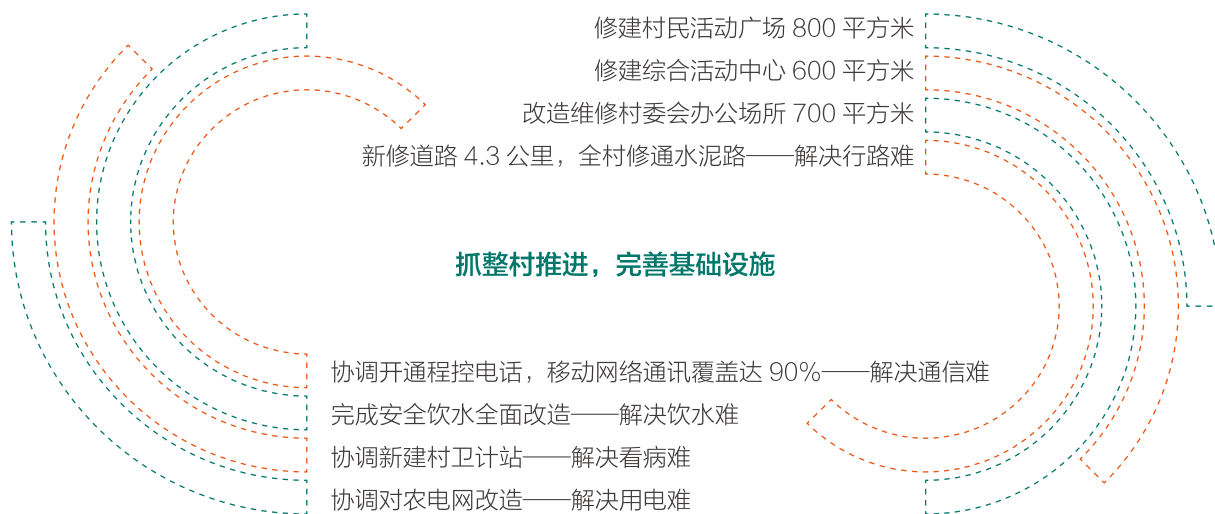 修建村民活动广场 800 平方米
修建综合活动中心 600 平方米
改造维修村委会办公场所 700 平方米
新修道路 4.3 公里，全村修通水泥路——解决行路难
抓整村推进，完善基础设施
协调开通程控电话，移动网络通讯覆盖达 90%——解决通信难
完成安全饮水全面改造——解决饮水难
协调新建村卫计站——解决看病难
协调对农电网改造——解决用电难